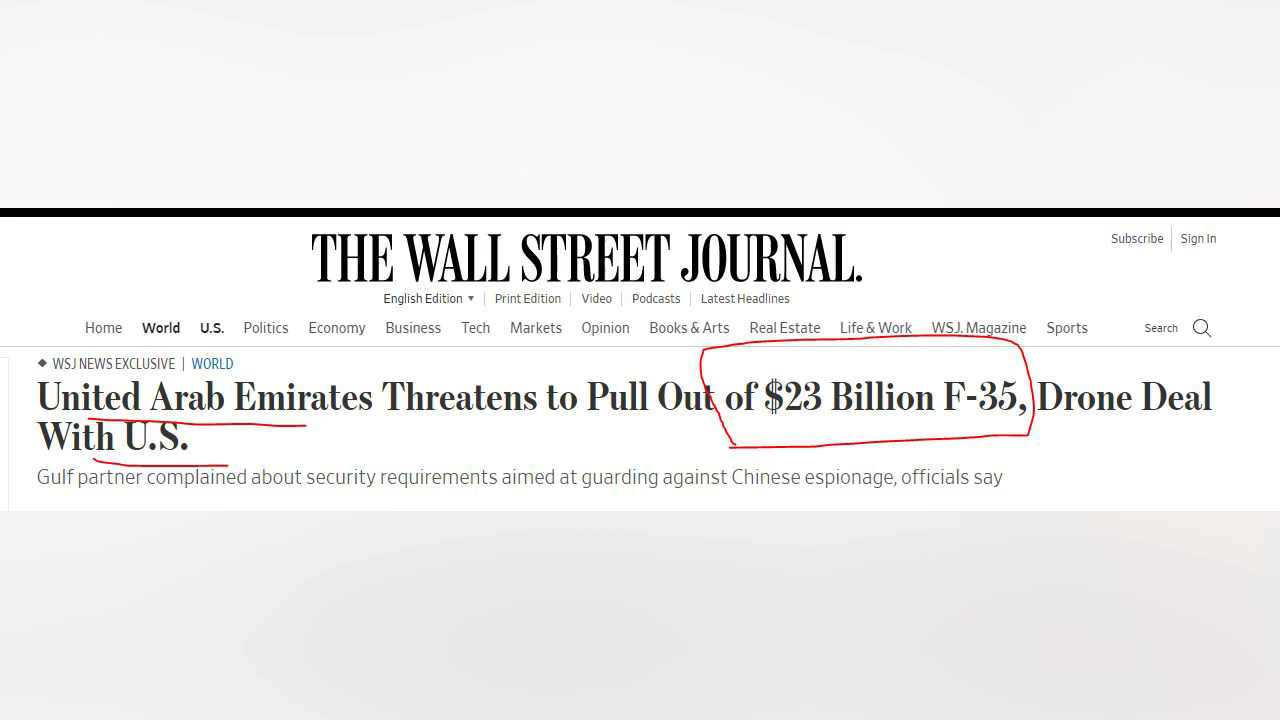 THE WALL STREET JOURNAL.
Subscribe Sign In
English Edition Print Edition Video Podcasts Latest Headlines
Home World U.S. Politics Economy Business Tech Markets Opinion Books & Arts Real Estate Life & Work WSJ. Magazine Sports Search
WSJ NEWS EXCLUSIVE | WORLD
United Arab Emirates Threatens to Pull Out of $23 Billion F-35, Drone Deal
With U.S.
Gulf partner complained about security requirements aimed at guarding against Chinese espionage, officials say